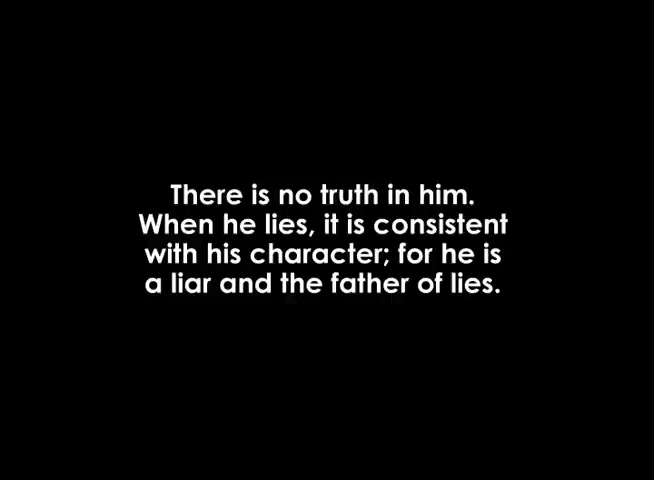 There is no truth in him.
When he lies, it is consistent
with his character; for he is
a liar and the father of lies.